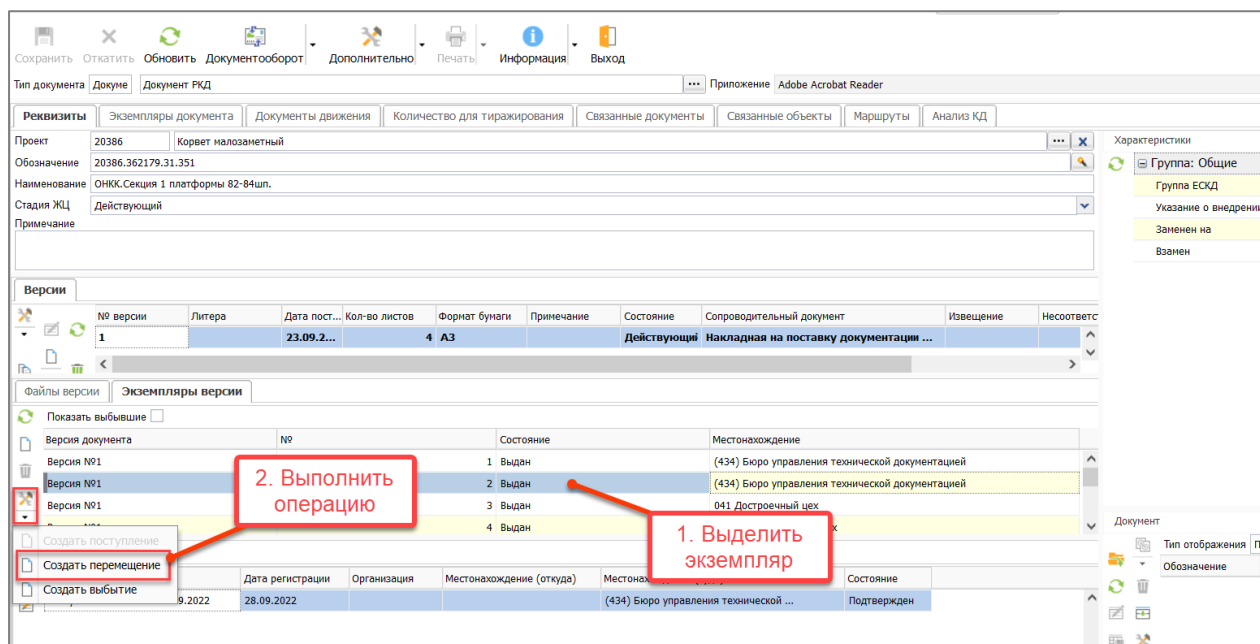 Сохранить Откатить Обновить Документооборот Дополнительно Печать Информация Выход
Тип документа Докуме Документ РКД ... Приложение Adobe Acrobat Reader
Реквизиты Экземпляры документа Документы движения Количество для тиражирования Связанные документы Связанные объекты Маршруты Анализ КД
Проект 20386 Корвет малозаметный ... Характеристики
Обозначение 20386.362179.31.351 Группа: Общие
Наименование ОНКК.Секция 1 платформы 82-84шп. Группа ЕСКД
Стадия ЖЦ Действующий Указание о внедрении
Примечание Заменен на
Взамен
Версии
№ версии Литера Дата пост... Кол-во листов Формат бумаги Примечание Состояние Сопроводительный документ Извещение Несоответс
1 23.09.2... 4 А3 Действующий Накладная на поставку документации ...
Файлы версии Экземпляры версии
Показать выбывшие
Версия документа № Состояние Местонахождение
Версия №1 1 Выдан (434) Бюро управления технической документацией
Версия №1 2 Выдан (434) Бюро управления технической документацией
Версия №1 3 Выдан 041 Достроечный цех
4 Выдан
2. Выполнить
операцию
1. Выделить
экземпляр
Создать поступление
Создать перемещение
Создать выбытие
Документ
Тип отображения П
Обозначение
Дата регистрации Организация Местонахождение (откуда) Состояние
9.2022 28.09.2022 (434) Бюро управления технической ... Подтвержден